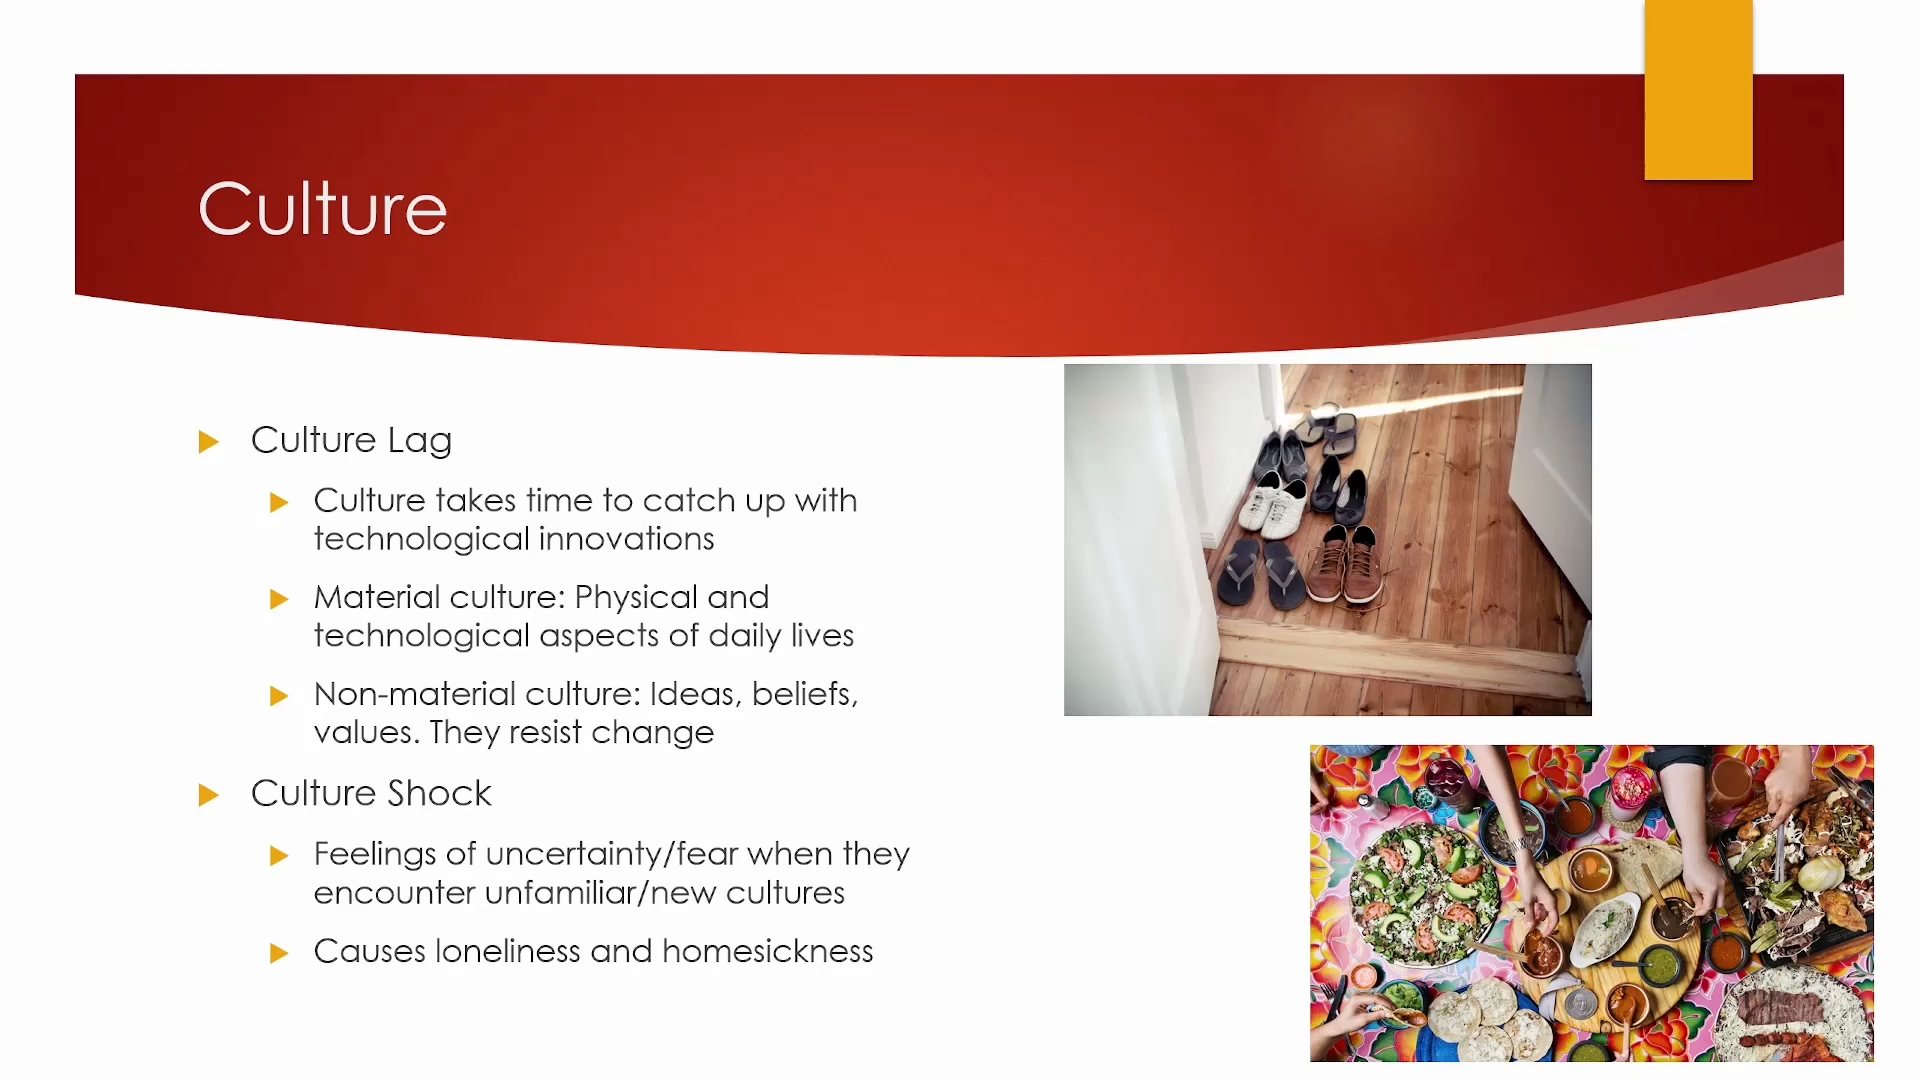 Culture
Culture Lag
Culture takes time to catch up with
technological innovations
Material culture: Physical and
technological aspects of daily lives
Non-material culture: Ideas, beliefs,
values. They resist change
Culture Shock
Feelings of uncertainty/fear when they
encounter unfamiliar/new cultures
Causes loneliness and homesickness